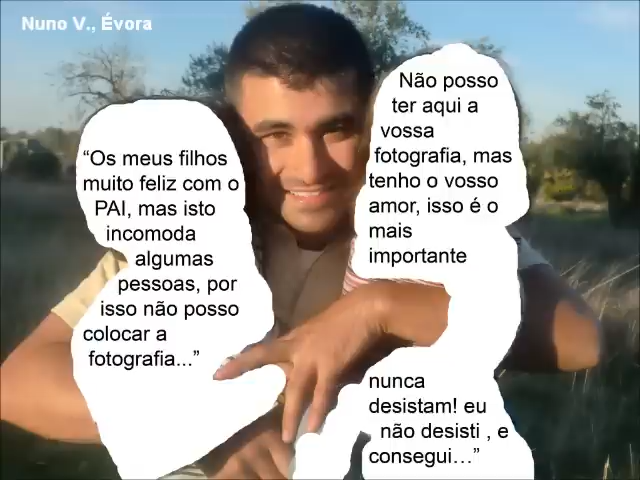 Nuno V., Évora
“Os meus filhos
muito feliz com o
PAI, mas isto
incomoda
algumas
pessoas, por
isso não posso
colocar a
fotografia...”
Não posso
ter aqui a
vossa
fotografia, mas
tenho o vosso
amor, isso é o
mais
importante
nunca
desistam! eu
não desisti , e
consegui…”